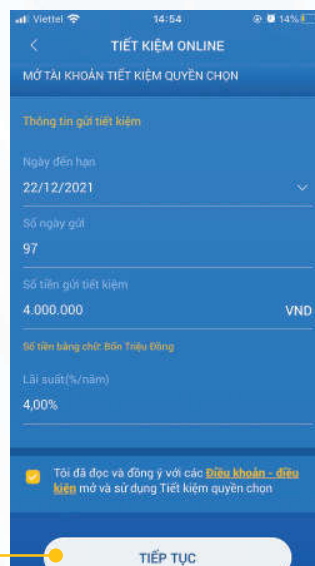 Viettel 14:54 14%
TIẾT KIỆM ONLINE
MỞ TÀI KHOẢN TIẾT KIỆM QUYỀN CHỌN
Thông tin gửi tiết kiệm
Ngày đến hạn
22/12/2021
Số ngày gửi
97
Số tiền gửi tiết kiệm
4.000.000 VND
Số tiền bằng chữ: Bốn Triệu Đồng
Lãi suất(%/năm)
4,00%
Tôi đã đọc và đồng ý với các Điều khoản - điều
kiện mở và sử dụng Tiết kiệm quyền chọn
TIẾP TỤC